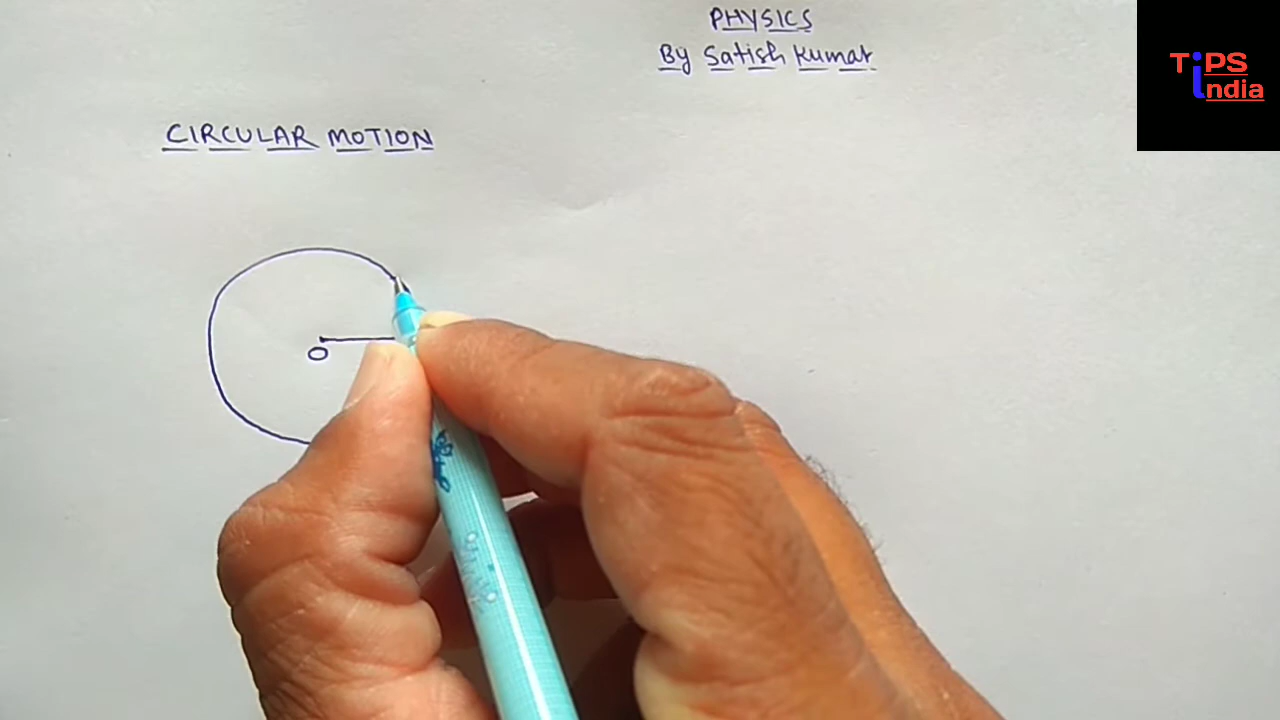 PHYSICS
By Satish Kumar
TiPS
india
CIRCULAR MOTION
O